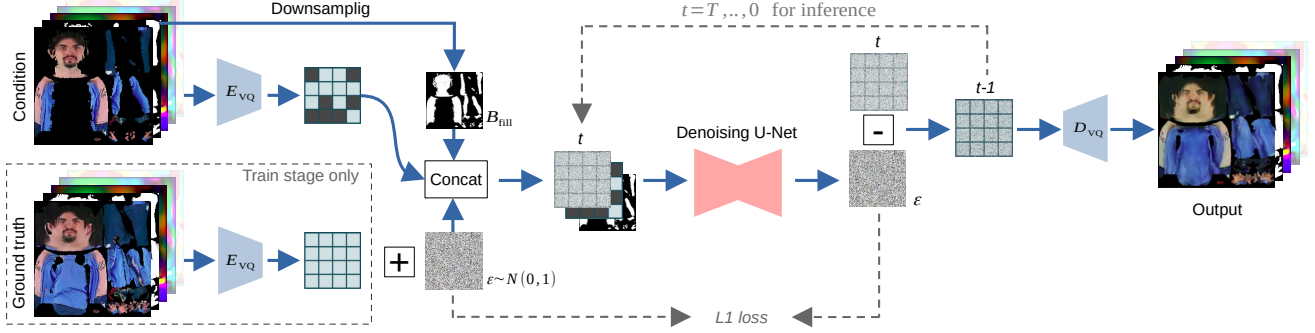 Downsamplig
t=T,..,0 for inference
Condition
E_VQ
B_fill
t
Denoising U-Net
t
-
t-1
D_VQ
Concat
Train stage only
Ground truth
E_VQ
+
ε~N(0,1)
ε
Output
L1 loss